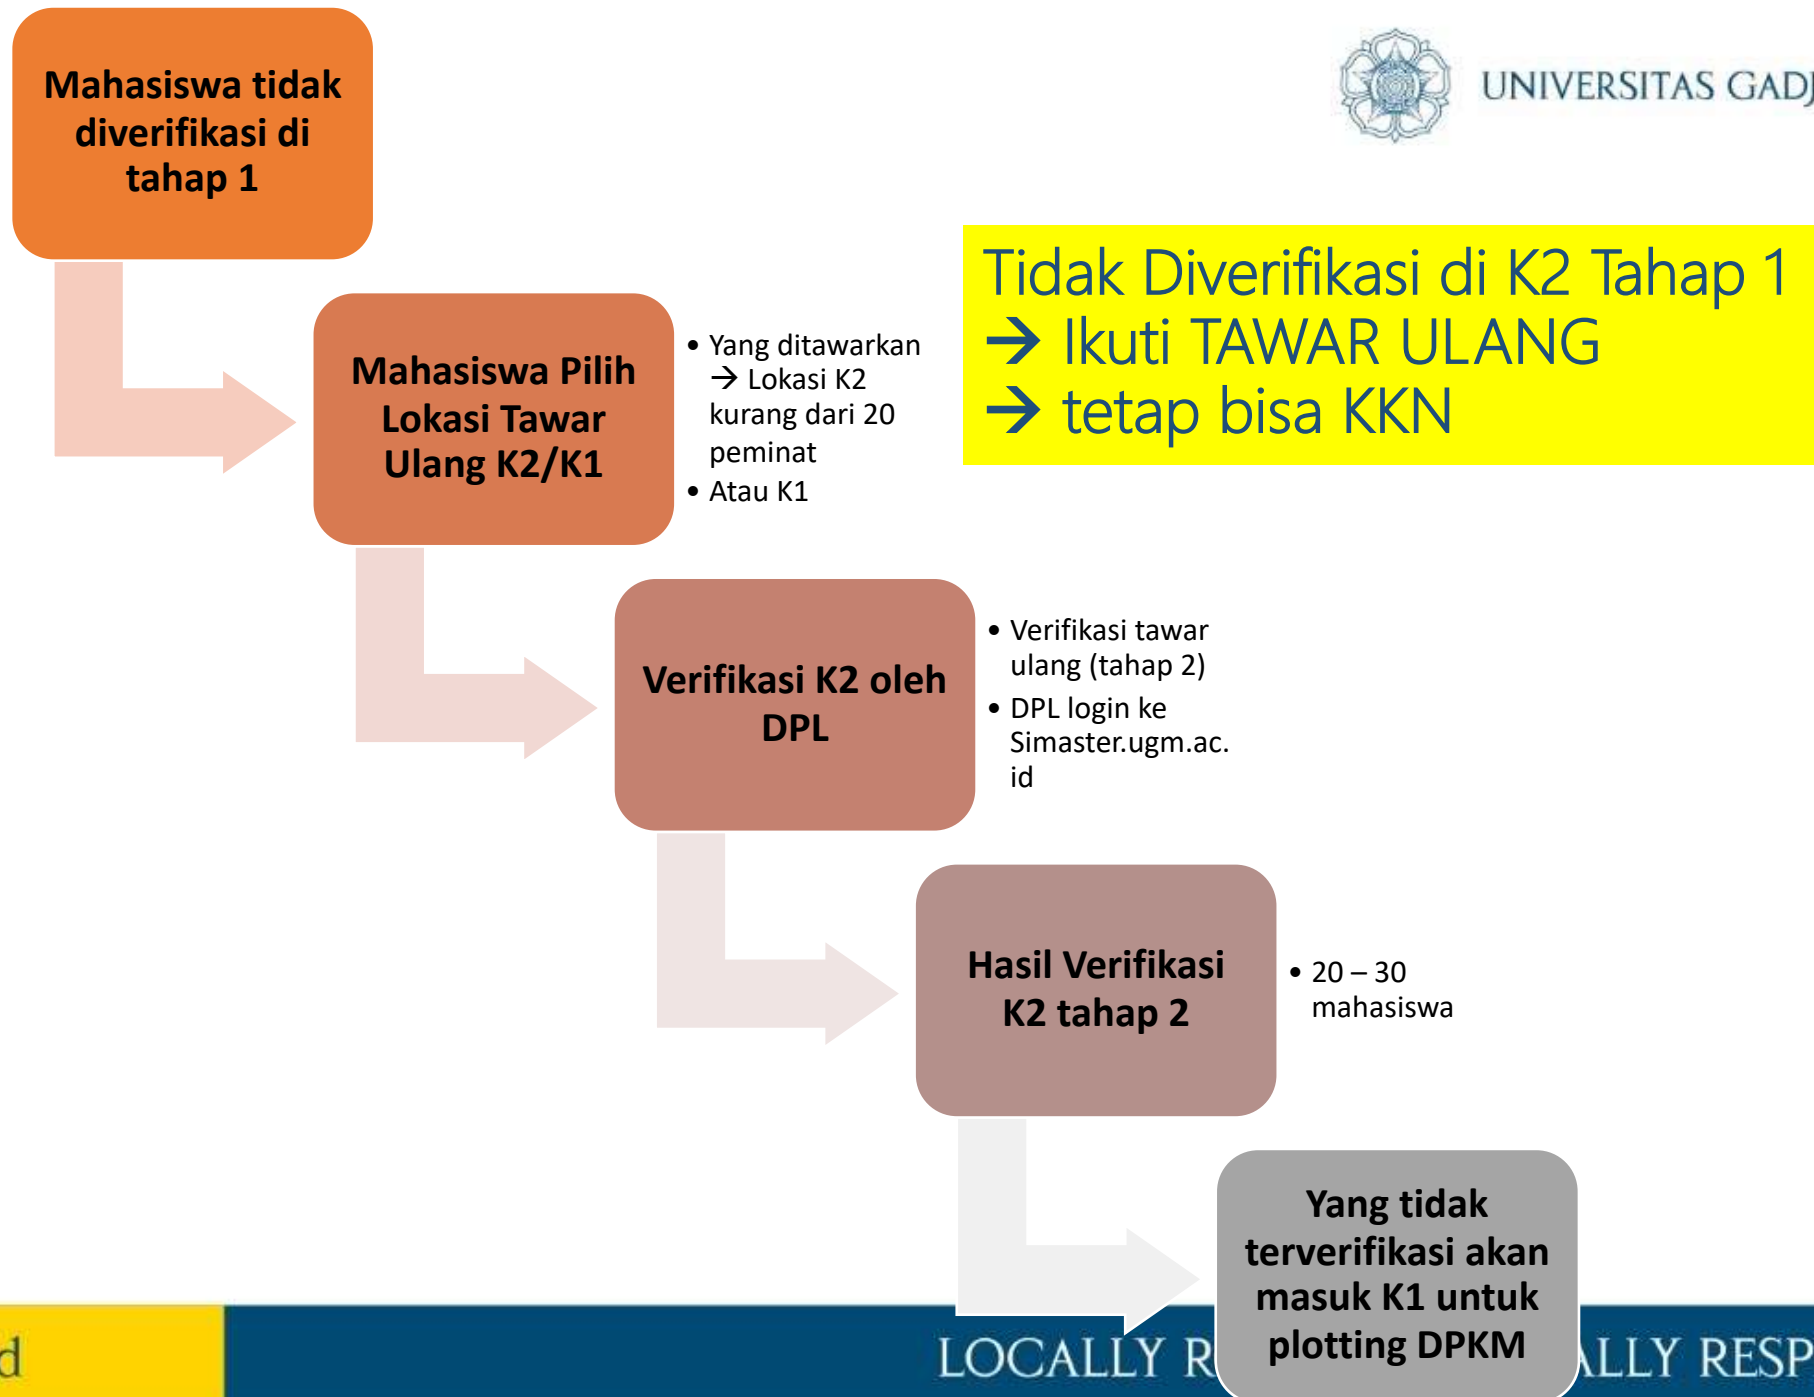 Mahasiswa tidak
diverifikasi di
tahap 1
UNIVERSITAS
Tidak Diverifikasi di K2 Tahap 1
→ Ikuti TAWAR ULANG
→ tetap bisa KKN
Mahasiswa Pilih
Lokasi Tawar
Ulang K2/K1
• Yang ditawarkan
→ Lokasi K2
kurang dari 20
peminat
• Atau K1
Verifikasi K2 oleh
DPL
• Verifikasi tawar
ulang (tahap 2)
• DPL login ke
Simaster.ugm.ac.
id
Hasil Verifikasi
K2 tahap 2
• 20 – 30
mahasiswa
Yang tidak
terverifikasi akan
masuk K1 untuk
plotting DPKM
LOCALLY